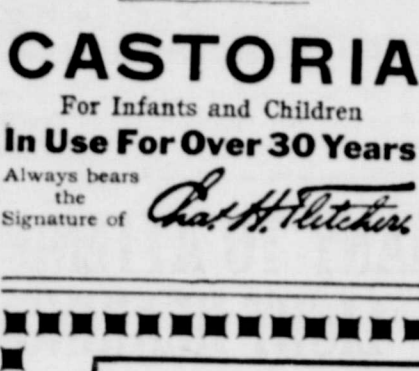 CASTORIA
For Infants and Children
In Use For Over 30 Years
Always bears
the
Signature of
Chas. H. Fletcher.